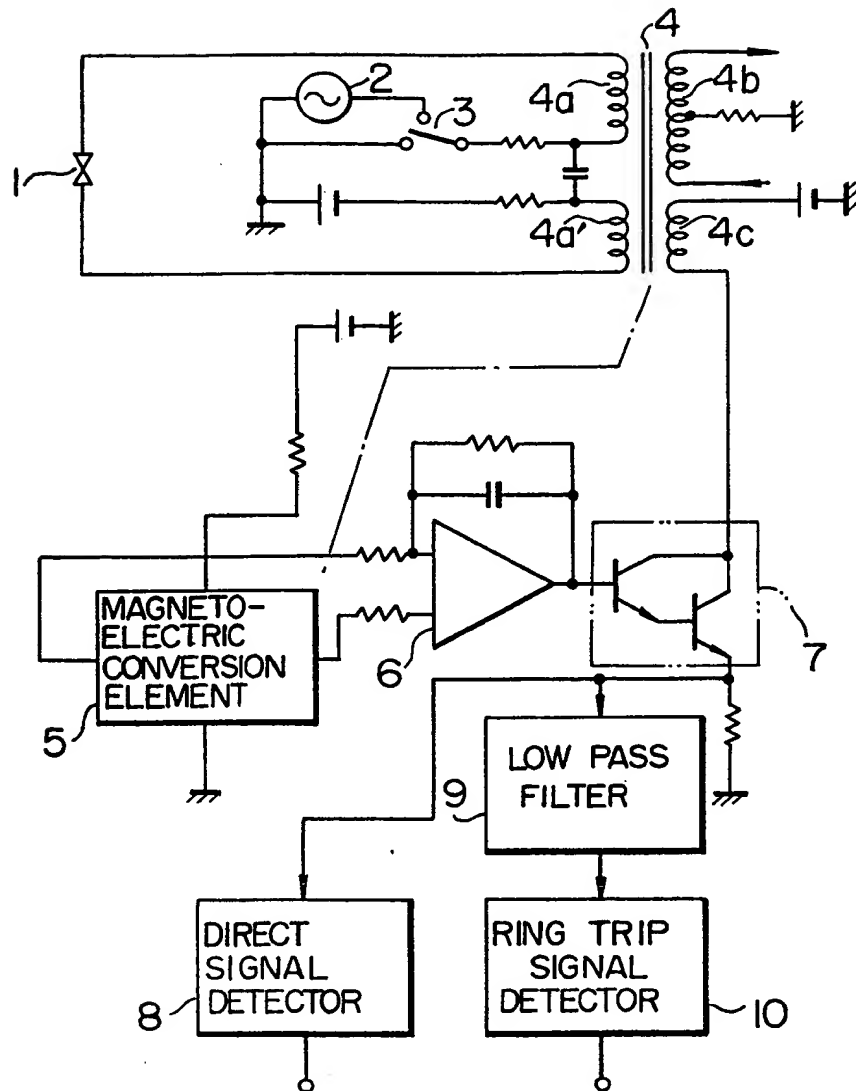 4
2
4a
4b
3
1
4a'
4c
MAGNETO-
ELECTRIC
CONVERSION
ELEMENT
5
6
7
LOW PASS
FILTER
9
DIRECT
SIGNAL
DETECTOR
8
RING TRIP
SIGNAL
DETECTOR
10